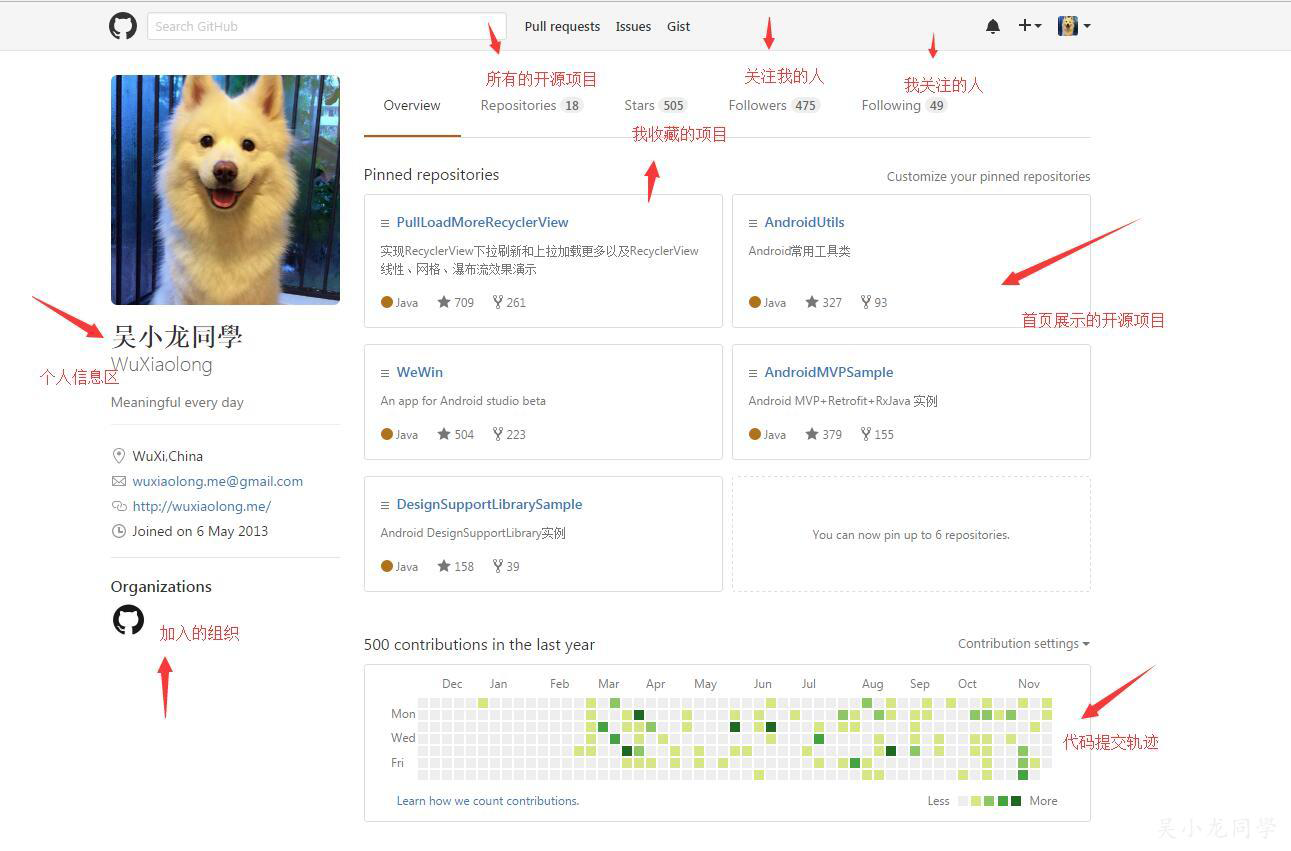 Search GitHub
Pull requests
Issues
Gist
所有的开源项目
关注我的人
我关注的人
Overview
Repositories 18
Stars 505
Followers 475
Following 49
我收藏的项目
吴小龙同學
WuXiaolong
个人信息区
Meaningful every day
WuXi,China
wuxiaolong.me@gmail.com
http://wuxiaolong.me/
Joined on 6 May 2013
Organizations
加入的组织
Pinned repositories
Customize your pinned repositories
PullLoadMoreRecyclerView
实现RecyclerView下拉刷新和上拉加载更多以及RecyclerView
线性、网格、瀑布流效果演示
Java 709 261
AndroidUtils
Android常用工具类
Java 327 93
首页展示的开源项目
WeWin
An app for Android studio beta
Java 504 223
AndroidMVPSample
Android MVP+Retrofit+RxJava 实例
Java 379 155
DesignSupportLibrarySample
Android DesignSupportLibrary实例
Java 158 39
You can now pin up to 6 repositories.
500 contributions in the last year
Contribution settings
Dec Jan Feb Mar Apr May Jun Jul Aug Sep Oct Nov
Mon
Wed
Fri
代码提交轨迹
Learn how we count contributions.
Less More
吴小龙同学